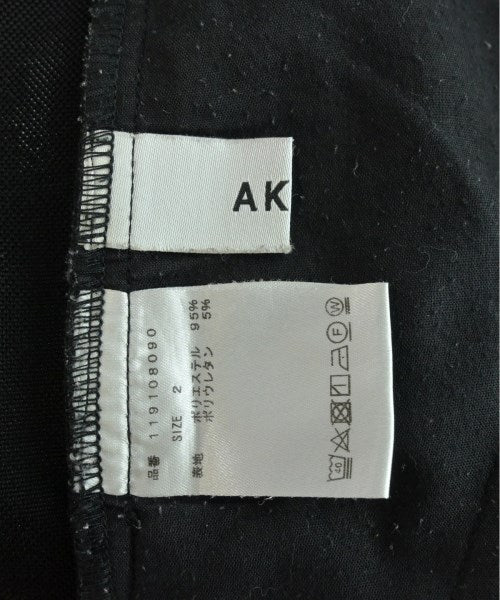 AK
品番 119108090
SIZE 2
表地 ポリエステル 95%
ポリウレタン 5%
40
F
W